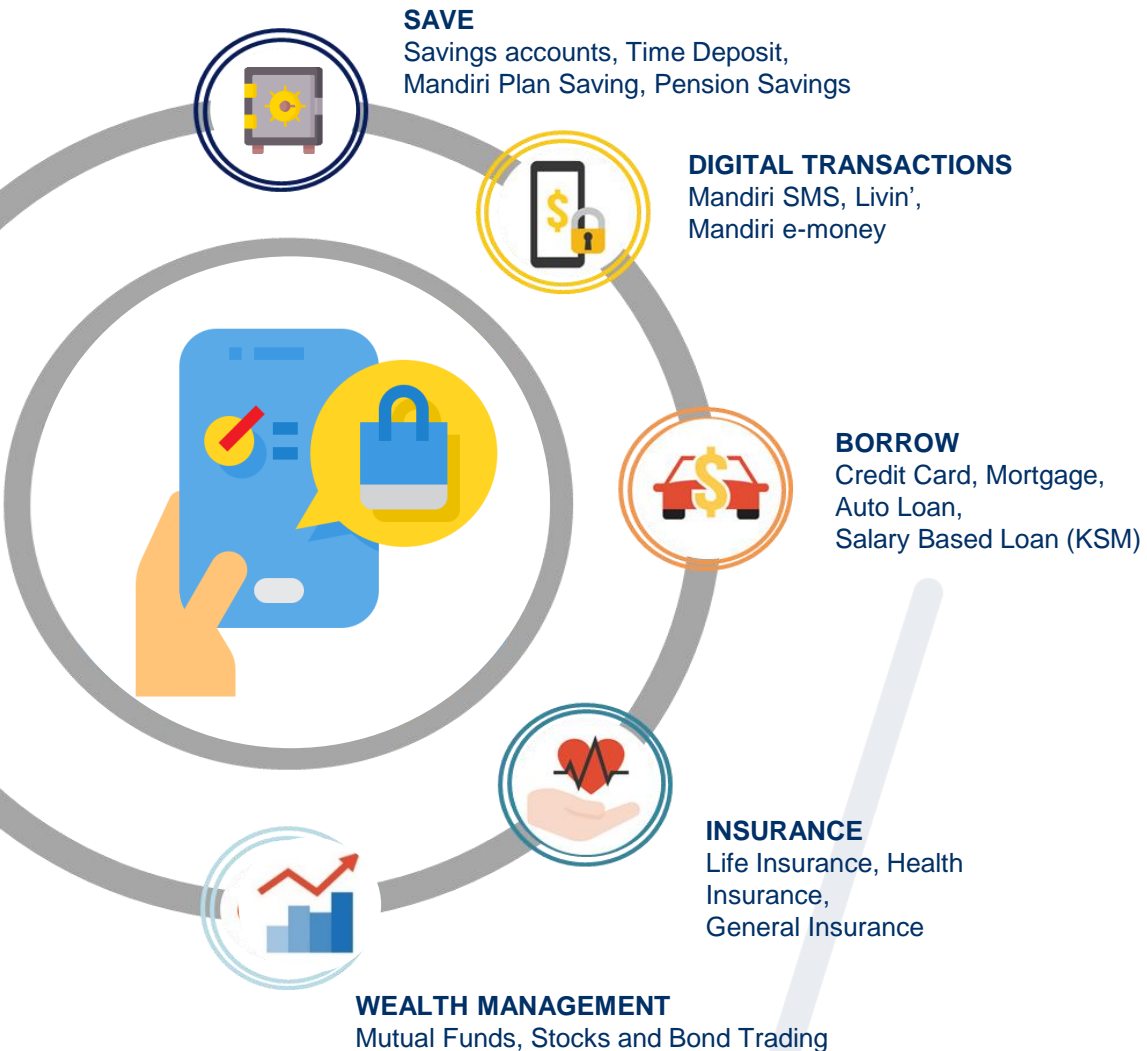 SAVE
Savings accounts, Time Deposit,
Mandiri Plan Saving, Pension Savings
DIGITAL TRANSACTIONS
Mandiri SMS, Livin’,
Mandiri e-money
BORROW
Credit Card, Mortgage,
Auto Loan,
Salary Based Loan (KSM)
INSURANCE
Life Insurance, Health
Insurance,
General Insurance
WEALTH MANAGEMENT
Mutual Funds, Stocks and Bond Trading